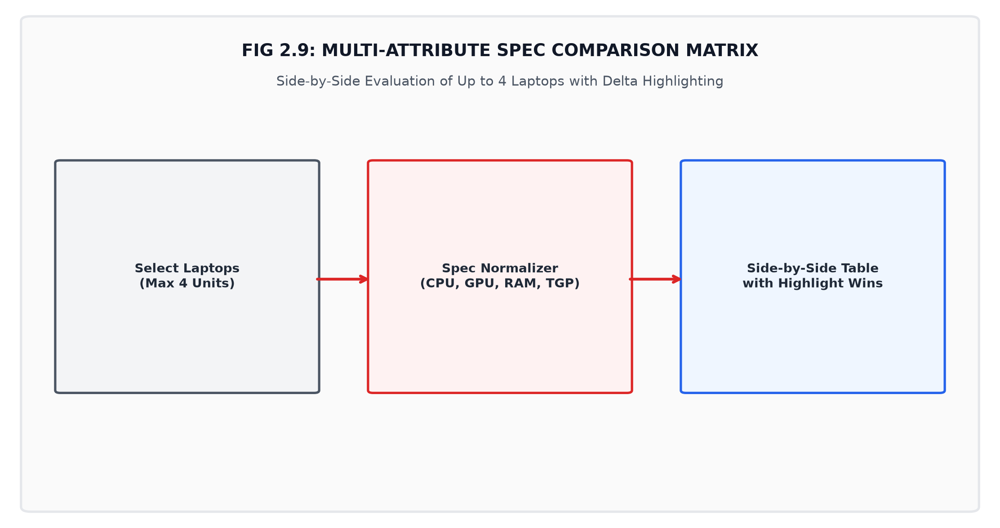 FIG 2.9: MULTI-ATTRIBUTE SPEC COMPARISON MATRIX
Side-by-Side Evaluation of Up to 4 Laptops with Delta Highlighting
Select Laptops
(Max 4 Units)
Spec Normalizer
(CPU, GPU, RAM, TGP)
Side-by-Side Table
with Highlight Wins